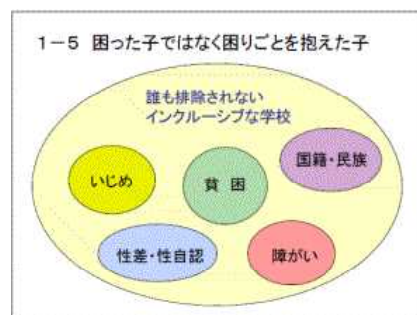 1－5 困った子ではなく困りごとを抱えた子
誰も排除されない
インクルーシブな学校
いじめ
貧 困
国籍・民族
性差・性自認
障がい